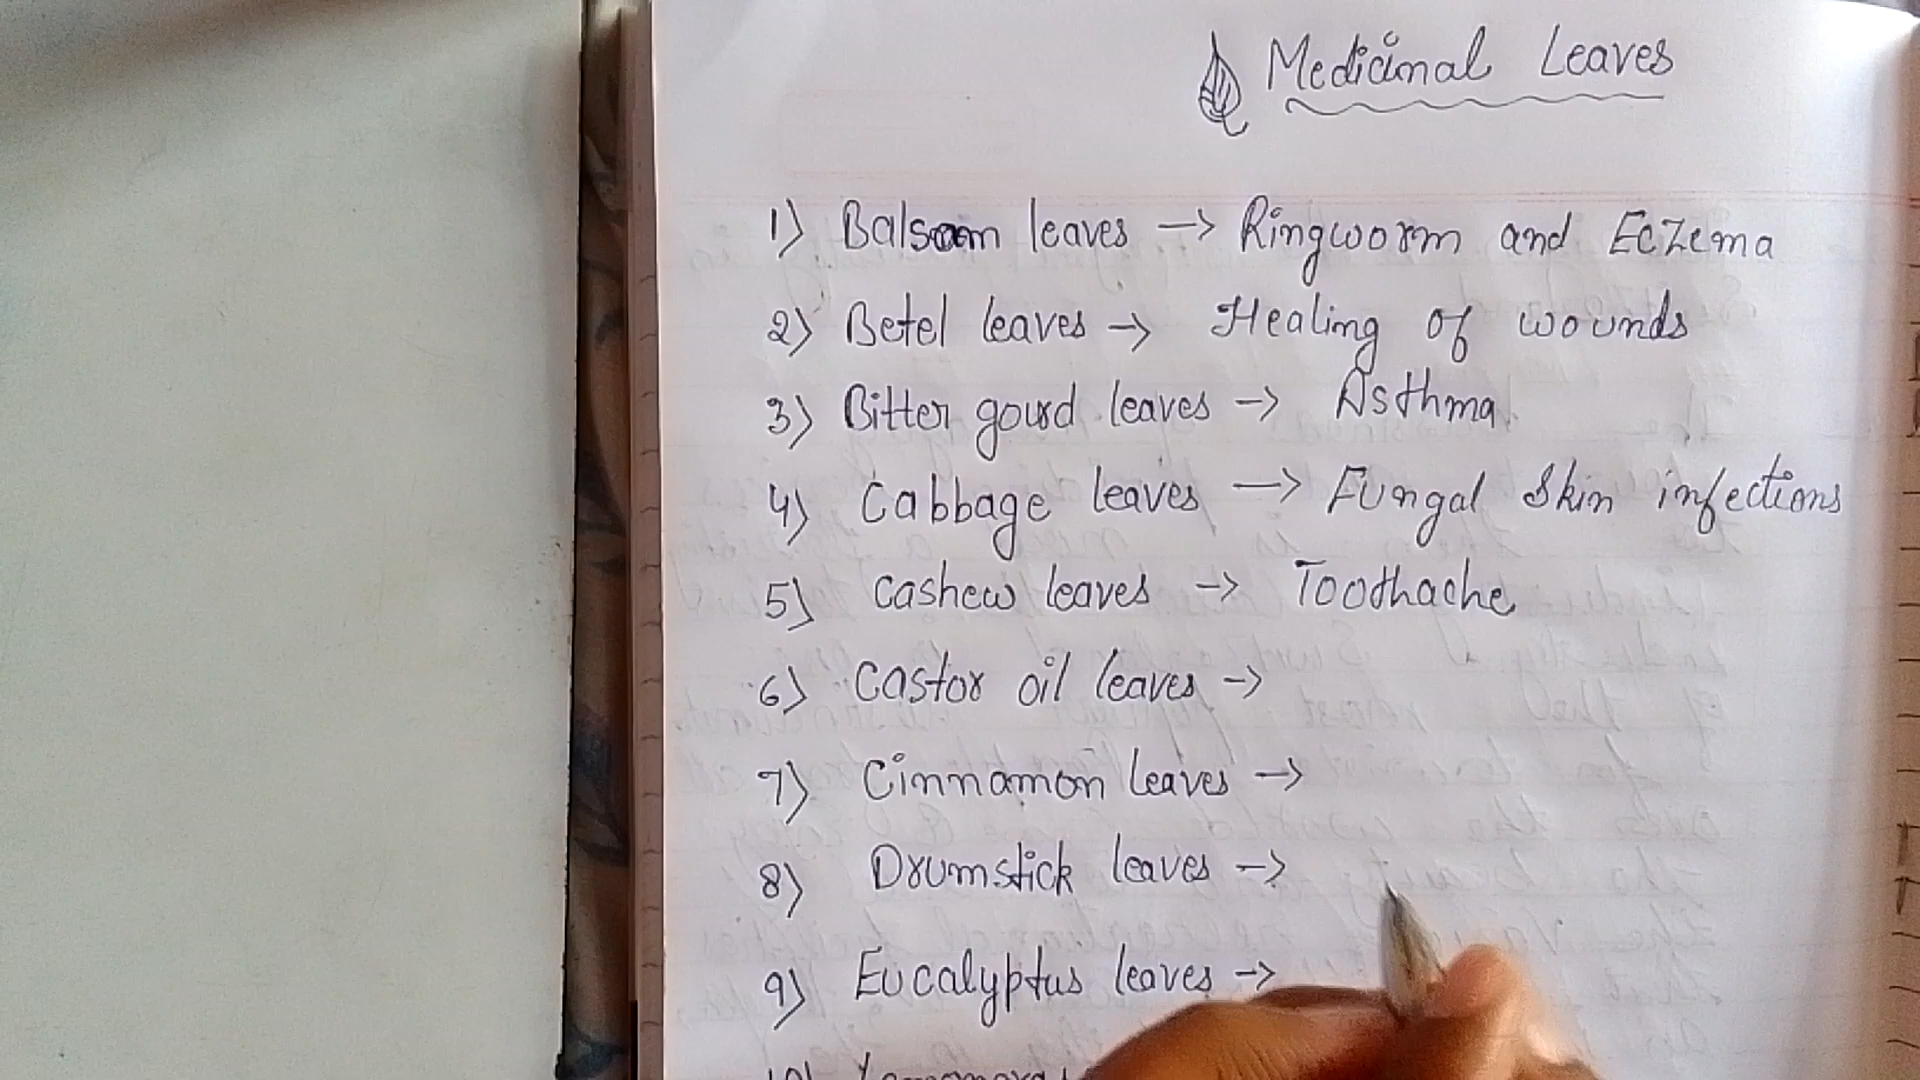 Medicinal Leaves
1) Balsam leaves → Ringworm and Eczema
2) Betel leaves → Healing of wounds
3) Bitter gourd leaves → Asthma
4) Cabbage leaves → Fungal Skin infections
5) Cashew leaves → Toothache
6) Castor oil leaves →
7) Cinnamon leaves →
8) Drumstick leaves →
9) Eucalyptus leaves →
10)